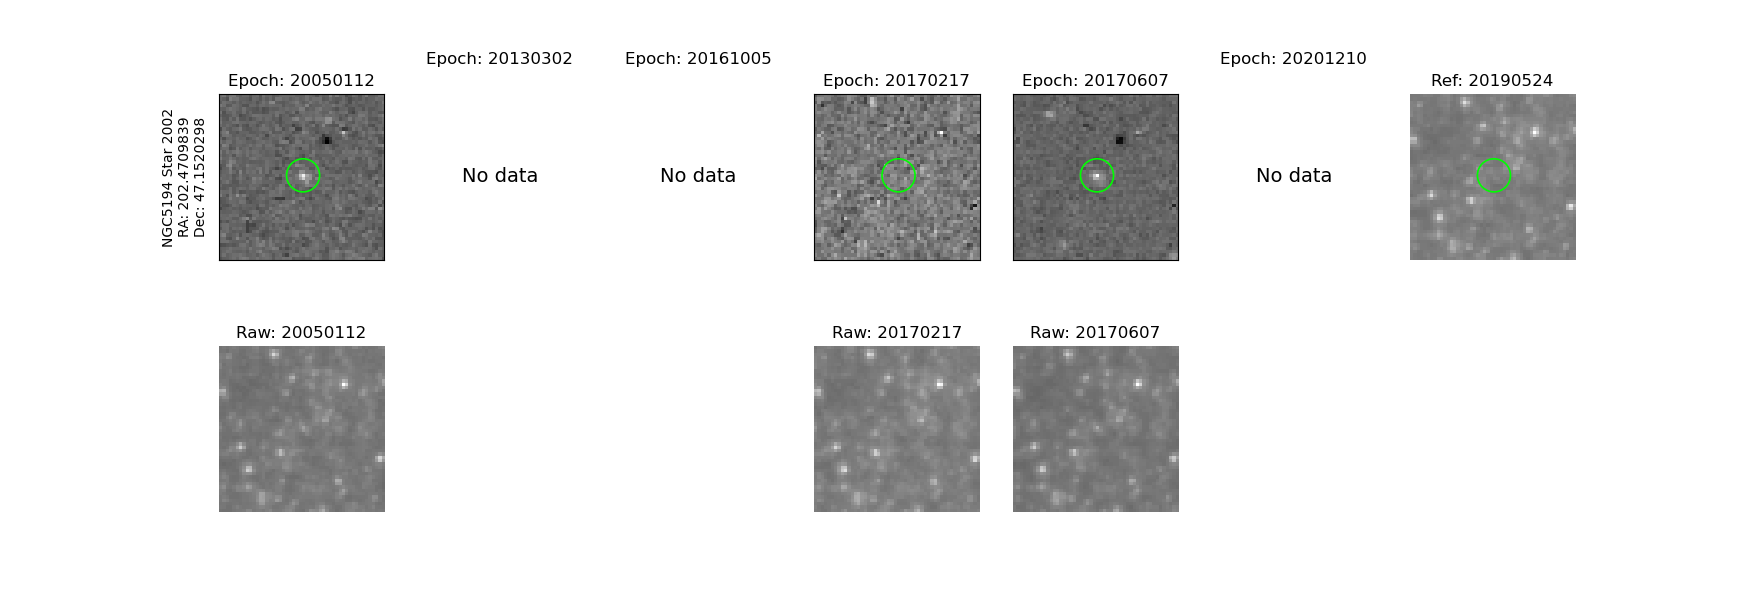 Epoch: 20050112
Epoch: 20130302
Epoch: 20161005
Epoch: 20170217
Epoch: 20170607
Epoch: 20201210
Ref: 20190524
NGC5194 Star 2002
RA: 202.4709839
Dec: 47.1520298
No data
No data
No data
Raw: 20050112
Raw: 20170217
Raw: 20170607